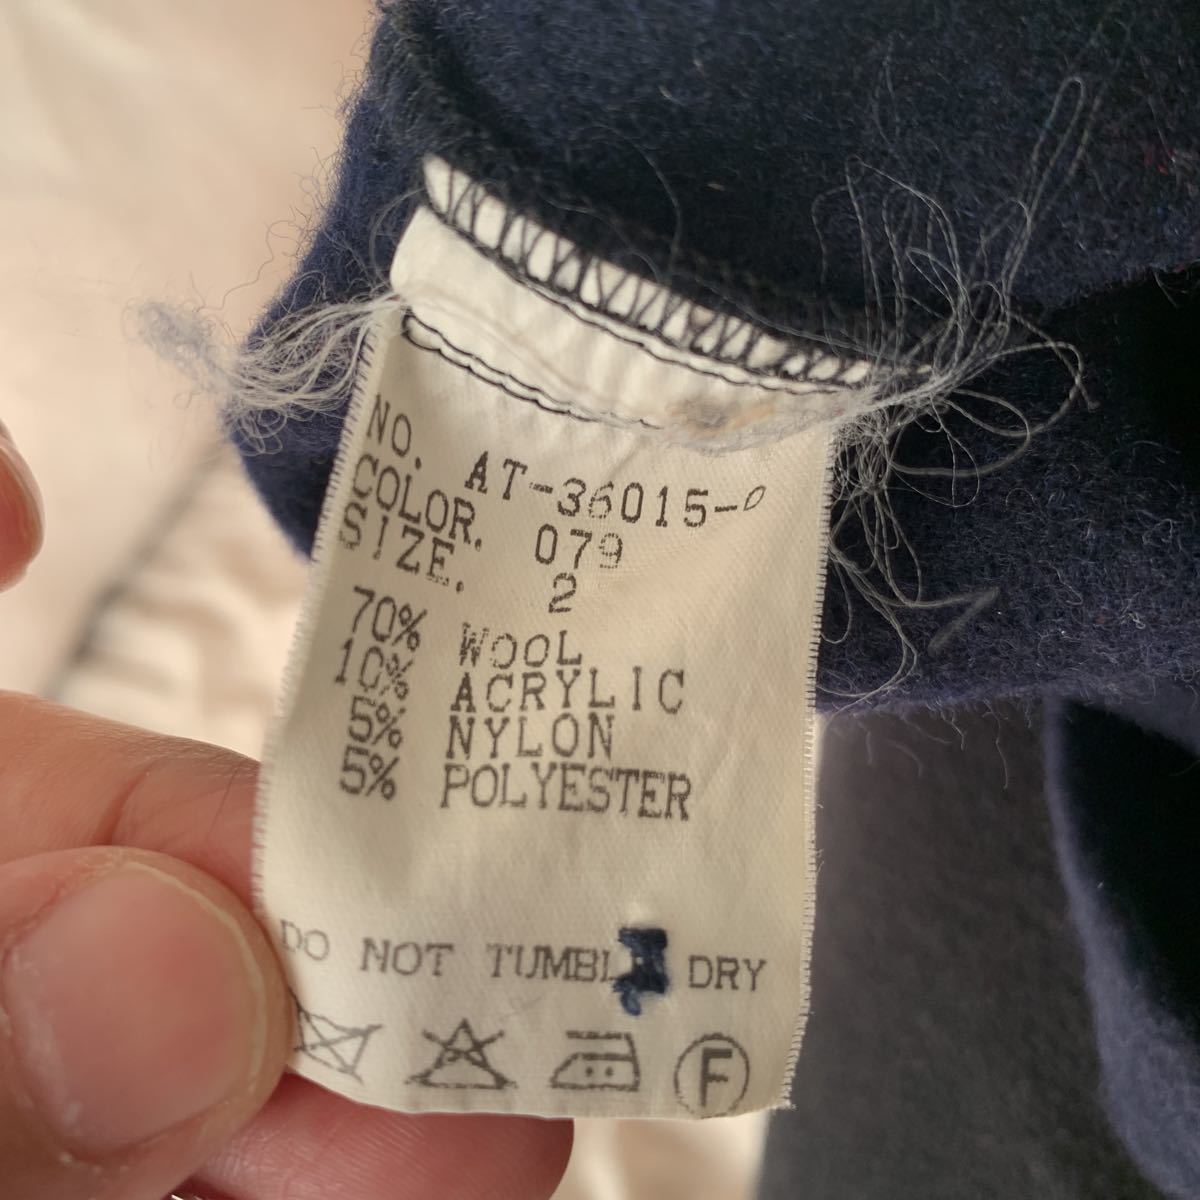 NO. AT-36015-0
COLOR. 079
SIZE. 2
70% WOOL
10% ACRYLIC
5% NYLON
5% POLYESTER
DO NOT TUMBLE DRY
F